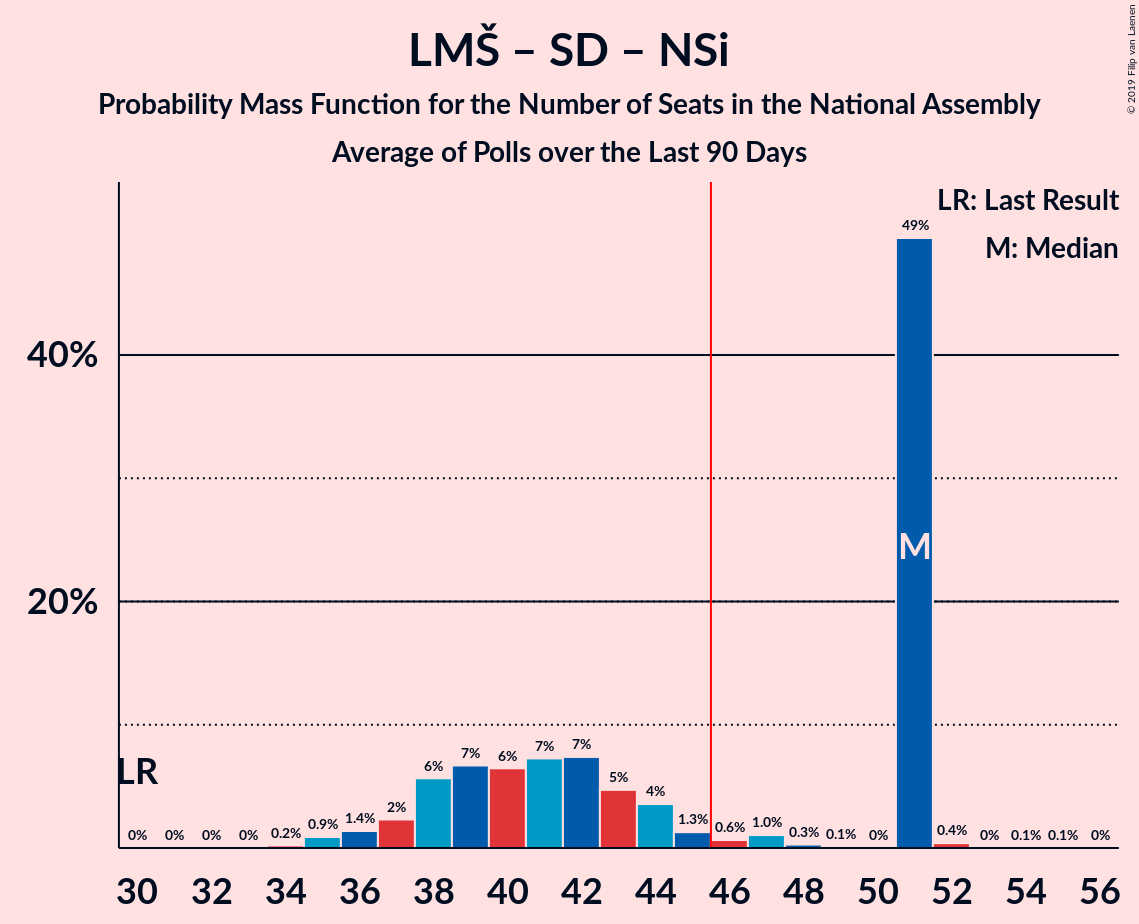 LMŠ – SD – NSi
Probability Mass Function for the Number of Seats in the National Assembly
Average of Polls over the Last 90 Days
© 2019 Filip van Laenen
LR: Last Result
M: Median
49%
40%
M
20%
LR
0% 0% 0% 0% 0.2% 0.9% 1.4% 2% 6% 7% 6% 7% 7% 5% 4% 1.3% 0.6% 1.0% 0.3% 0.1% 0% 0.4% 0% 0.1% 0.1% 0%
30 32 34 36 38 40 42 44 46 48 50 52 54 56